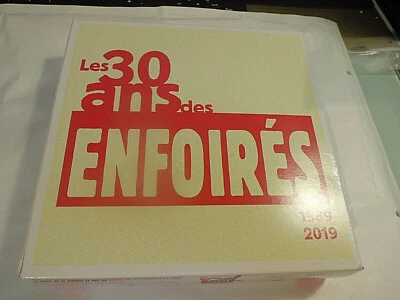 Les 30
ans des
ENFOIRÉS
1989
2019